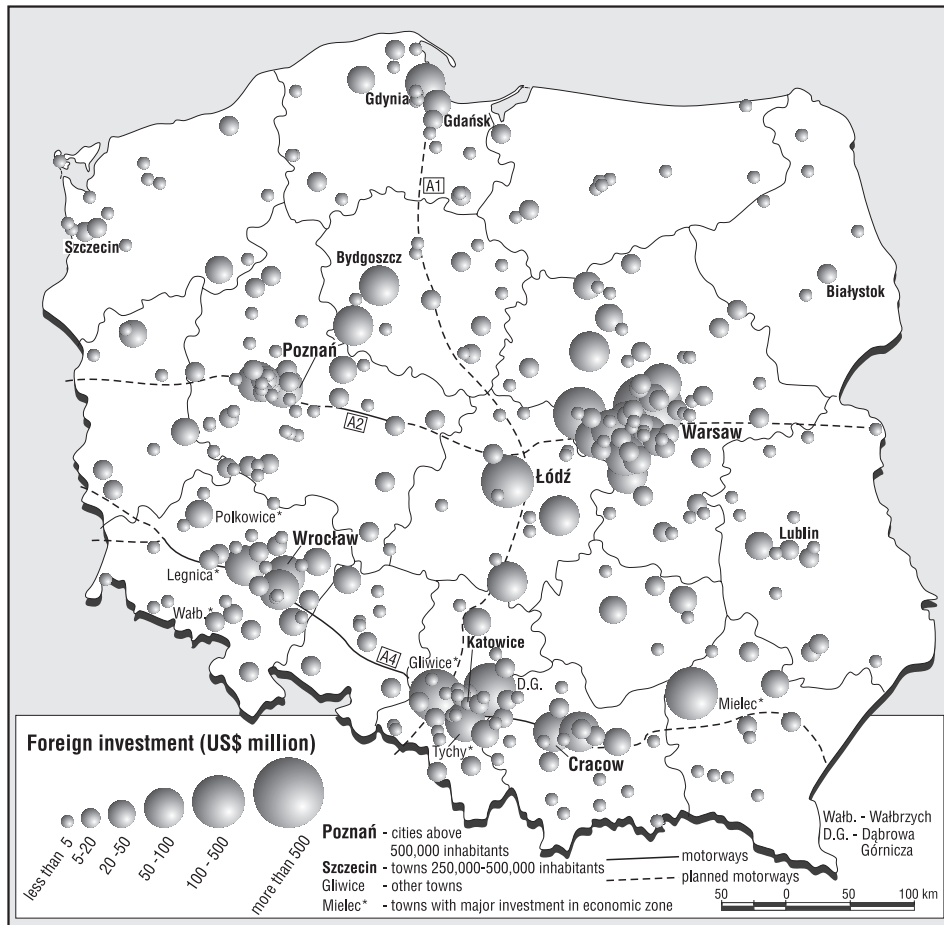 Gdynia
Gdańsk
A1
Szczecin
Bydgoszcz
Białystok
Poznań
A2
Warsaw
Łódź
Polkowice*
Wrocław
Lublin
Legnica*
Wałb.*
Katowice
A4
Gliwice*
D.G.
Mielec*
Tychy*
Cracow
Foreign investment (US$ million)
less than 5
5-20
20-50
50-100
100 - 500
more than 500
Poznań - cities above
500,000 inhabitants
Szczecin - towns 250,000-500,000 inhabitants
Gliwice - other towns
Mielec* - towns with major investment in economic zone
motorways
planned motorways
Wałb. - Wałbrzych
D.G. - Dąbrowa
Górnicza
50 0 50 100 km